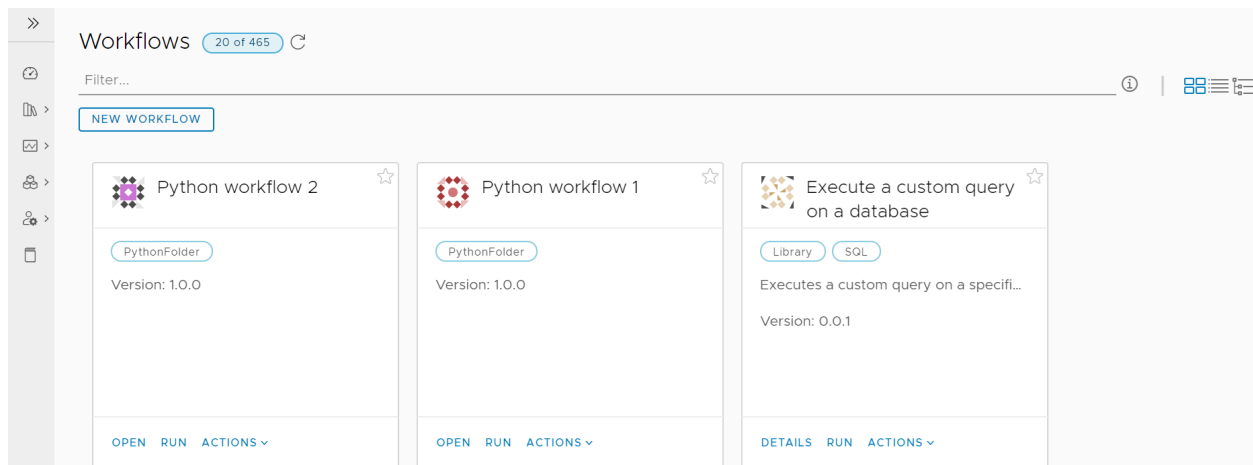 Workflows 20 of 465
Filter...
NEW WORKFLOW
Python workflow 2
PythonFolder
Version: 1.0.0
OPEN RUN ACTIONS
Python workflow 1
PythonFolder
Version: 1.0.0
OPEN RUN ACTIONS
Execute a custom query
on a database
Library SQL
Executes a custom query on a specifi...
Version: 0.0.1
DETAILS RUN ACTIONS